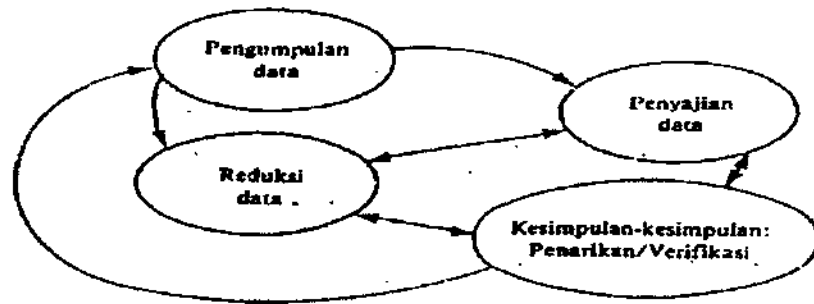 Pengumpulan
data
Penyajian
data
Reduksi
data
Kesimpulan-kesimpulan:
Penarikan/Verifikasi